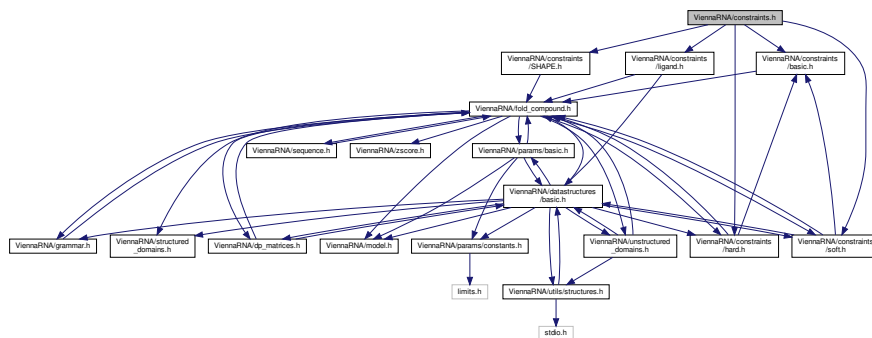 ViennaRNA/constraints.h
ViennaRNA/constraints
/SHAPE.h
ViennaRNA/constraints
/ligand.h
ViennaRNA/constraints
/basic.h
ViennaRNA/fold_compound.h
ViennaRNA/sequence.h
ViennaRNA/zscore.h
ViennaRNA/params/basic.h
ViennaRNA/datastructures
/basic.h
ViennaRNA/grammar.h
ViennaRNA/structured
_domains.h
ViennaRNA/dp_matrices.h
ViennaRNA/model.h
ViennaRNA/params/constants.h
ViennaRNA/unstructured
_domains.h
ViennaRNA/constraints
/hard.h
ViennaRNA/constraints
/soft.h
limits.h
ViennaRNA/utils/structures.h
stdio.h